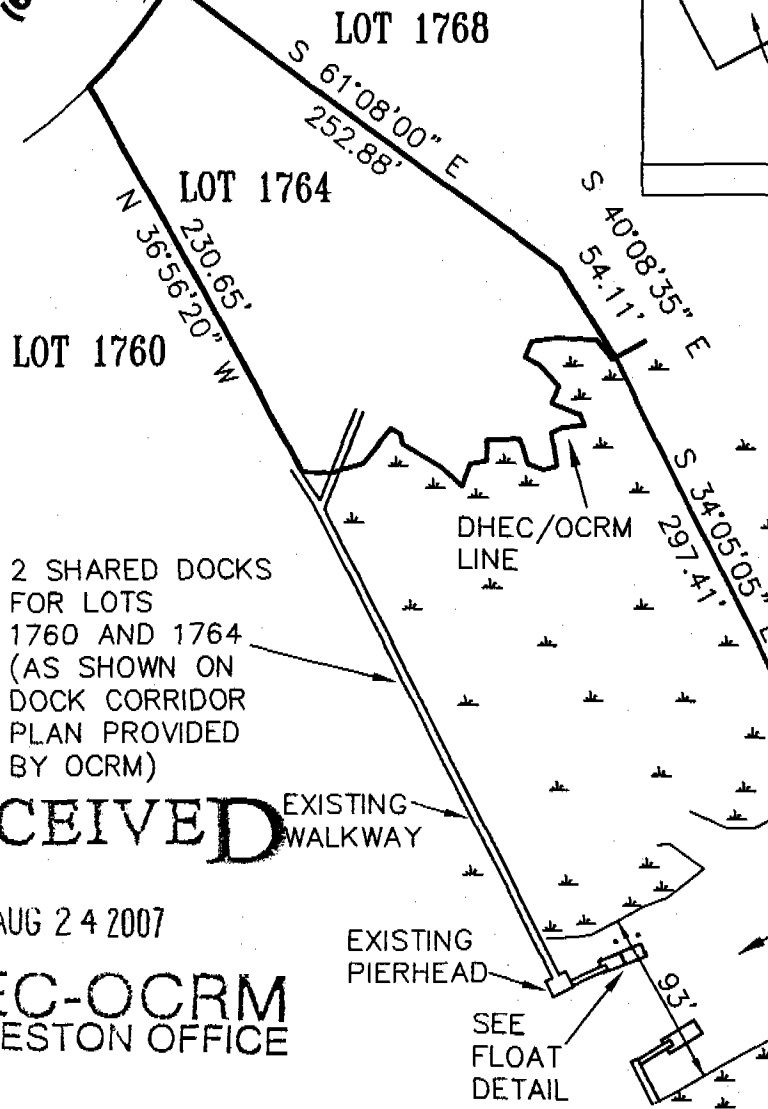 LOT 1768
S 61°08'00" E
252.88'
LOT 1764
S 40°08'35" E
54.11'
N 36°56'20" W
230.65'
LOT 1760
S 34°05'05" E
297.41'
DHEC/OCRM
LINE
2 SHARED DOCKS
FOR LOTS
1760 AND 1764
(AS SHOWN ON
DOCK CORRIDOR
PLAN PROVIDED
BY OCRM)
CEIVED
EXISTING
WALKWAY
AUG 24 2007
EXISTING
PIERHEAD
EC-OCRM
ESTON OFFICE
93'
SEE
FLOAT
DETAIL